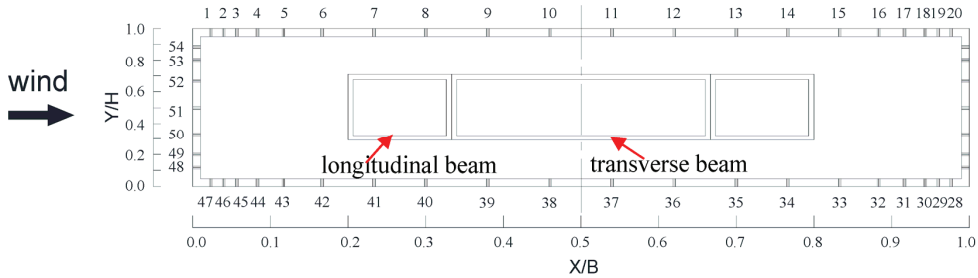 1 2 3 4 5 6 7 8 9 10 11 12 13 14 15 16 17 18 19 20
1.0
54
53
0.8
52
wind
Y/H
0.6
51
0.4
50
0.2
49
48
0.0
longitudinal beam
transverse beam
47 46 45 44 43 42 41 40 39 38 37 36 35 34 33 32 31 30 29 28
0.0 0.1 0.2 0.3 0.4 0.5 0.6 0.7 0.8 0.9 1.0
X/B